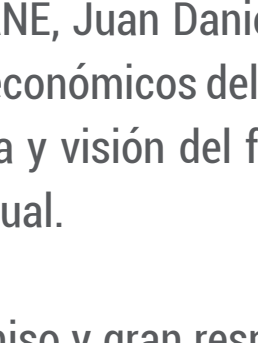 NE, Juan Danie
económicos del
a y visión del f
ual.
niso y gran resp